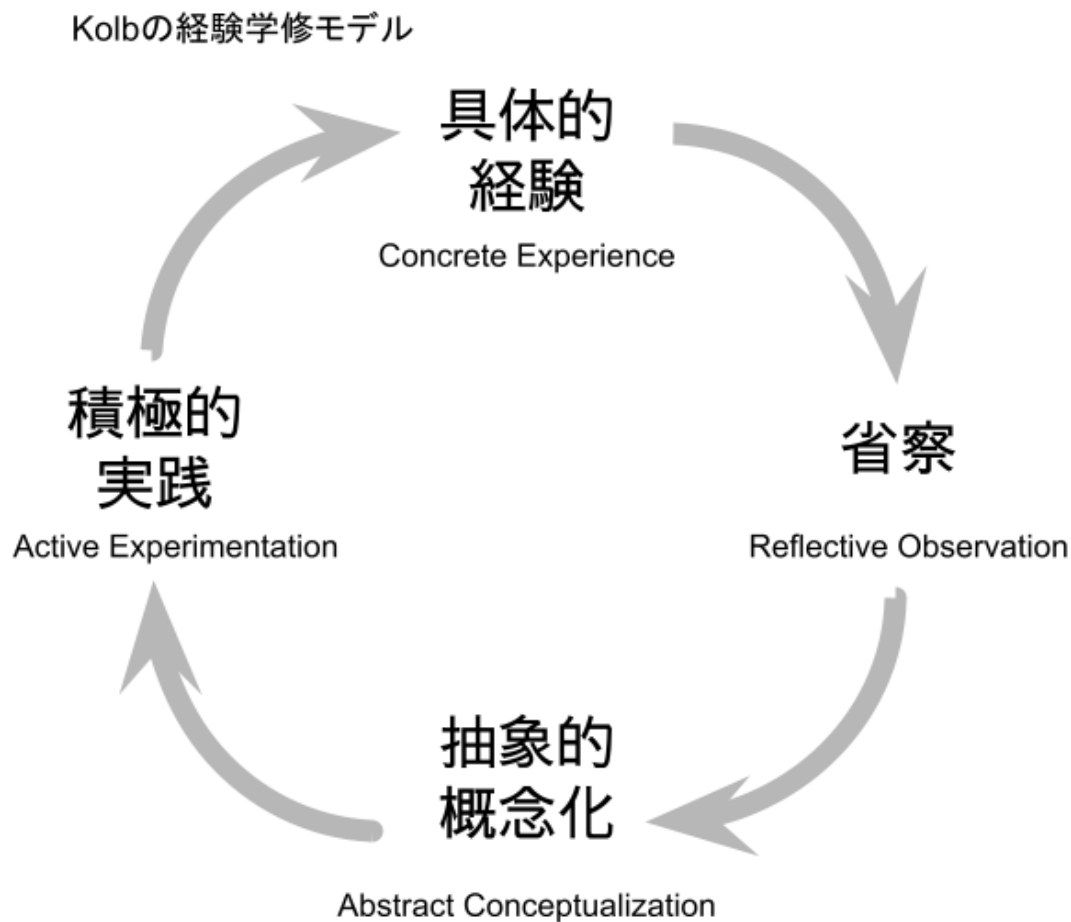 Kolbの経験学修モデル
具体的
経験
Concrete Experience
省察
Reflective Observation
抽象的
概念化
Abstract Conceptualization
積極的
実践
Active Experimentation